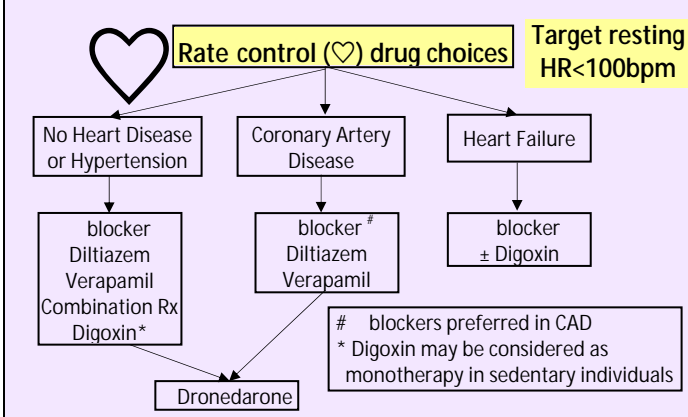 Rate control (♡) drug choices
Target resting
HR<100bpm
No Heart Disease
or Hypertension
Coronary Artery
Disease
Heart Failure
blocker
Diltiazem
Verapamil
Combination Rx
Digoxin*
blocker #
Diltiazem
Verapamil
blocker
± Digoxin
# blockers preferred in CAD
* Digoxin may be considered as
monotherapy in sedentary individuals
Dronedarone